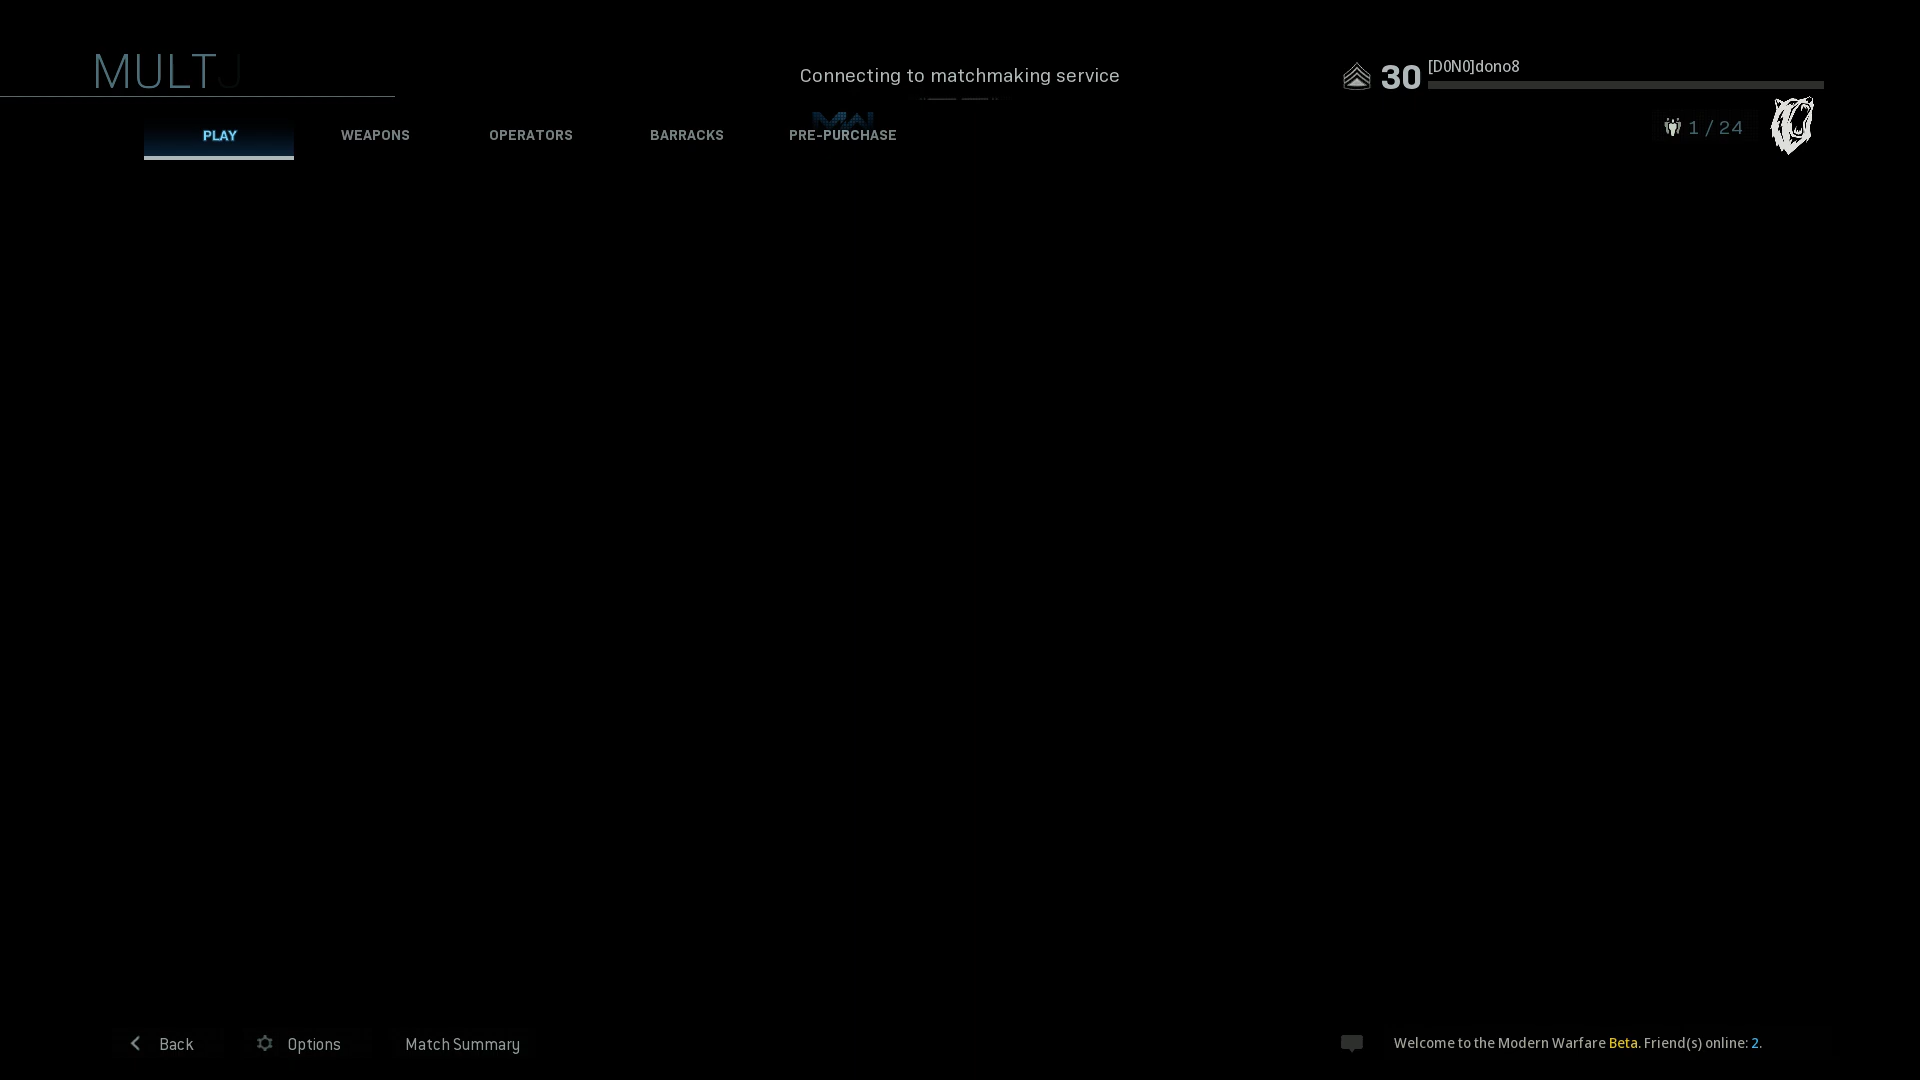 MULT
Connecting to matchmaking service
30
[D0N0]dono8
PLAY
WEAPONS
OPERATORS
BARRACKS
PRE-PURCHASE
1 / 24
Back
Options
Match Summary
Welcome to the Modern Warfare Beta. Friend(s) online: 2.